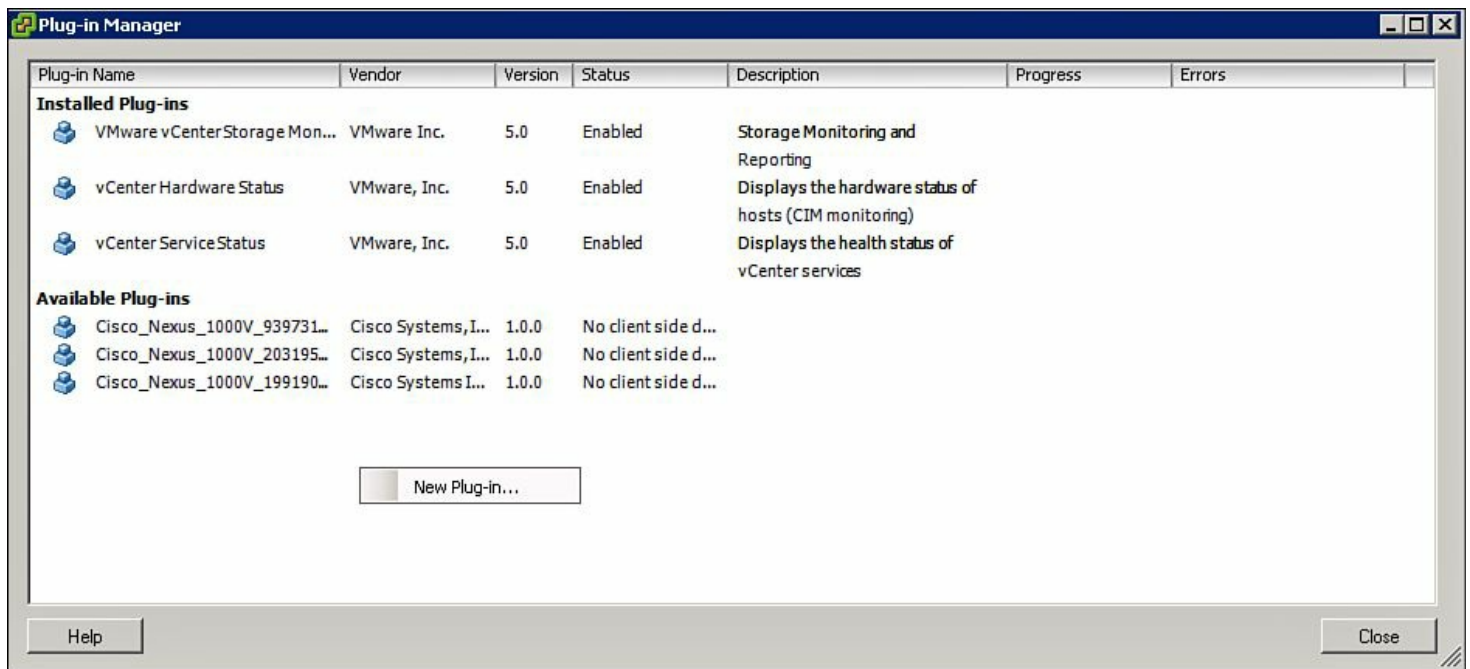 Plug-in Manager
Plug-in Name Vendor Version Status Description Progress Errors
Installed Plug-ins
VMware vCenterStorage Mon... VMware Inc. 5.0 Enabled Storage Monitoring and
Reporting
vCenter Hardware Status VMware, Inc. 5.0 Enabled Displays the hardware status of
hosts (CIM monitoring)
vCenter Service Status VMware, Inc. 5.0 Enabled Displays the health status of
vCenter services
Available Plug-ins
Cisco_Nexus_1000V_939731... Cisco Systems, I... 1.0.0 No client side d...
Cisco_Nexus_1000V_203195... Cisco Systems, I... 1.0.0 No client side d...
Cisco_Nexus_1000V_199190... Cisco Systems I... 1.0.0 No client side d...
New Plug-in...
Help Close